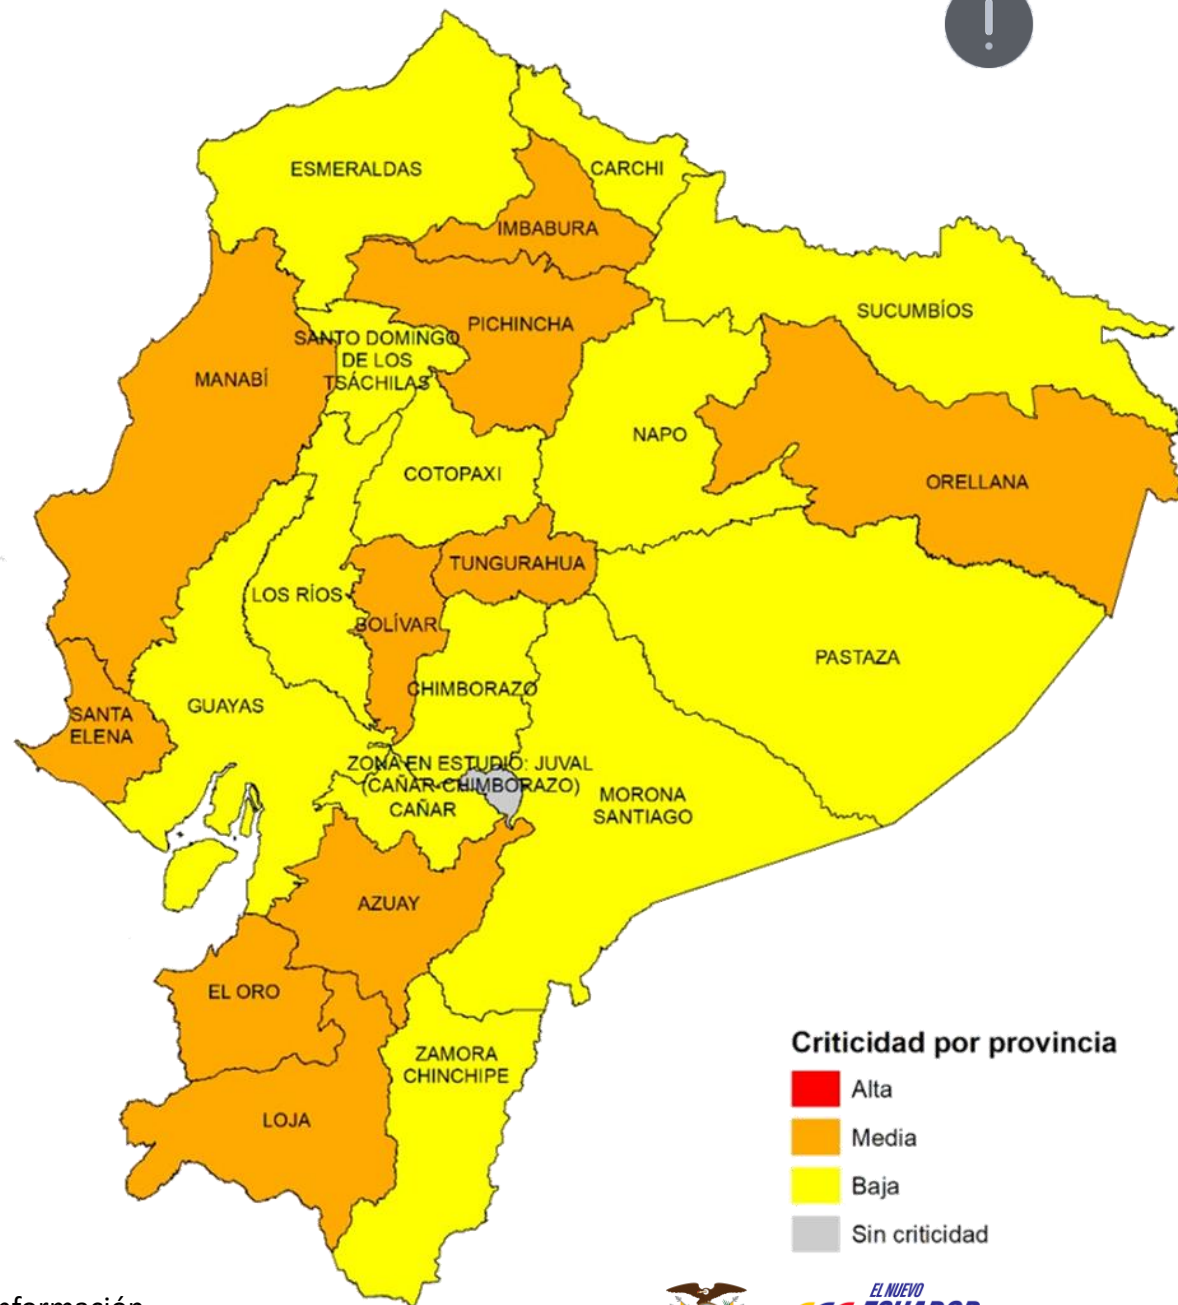 ESMERALDAS
CARCHI
IMBABURA
SUCUMBÍOS
PICHINCHA
SANTO DOMINGO
DE LOS
TSÁCHILAS
MANABÍ
NAPO
COTOPAXI
ORELLANA
TUNGURAHUA
LOS RÍOS
BOLÍVAR
PASTAZA
CHIMBORAZO
GUAYAS
SANTA
ELENA
ZONA EN ESTUDIO: JUVAL
(CAÑAR-CHIMBORAZO)
CAÑAR
MORONA
SANTIAGO
AZUAY
EL ORO
ZAMORA
CHINCHIPE
LOJA
Criticidad por provincia
Alta
Media
Baja
Sin criticidad
EL NUEVO